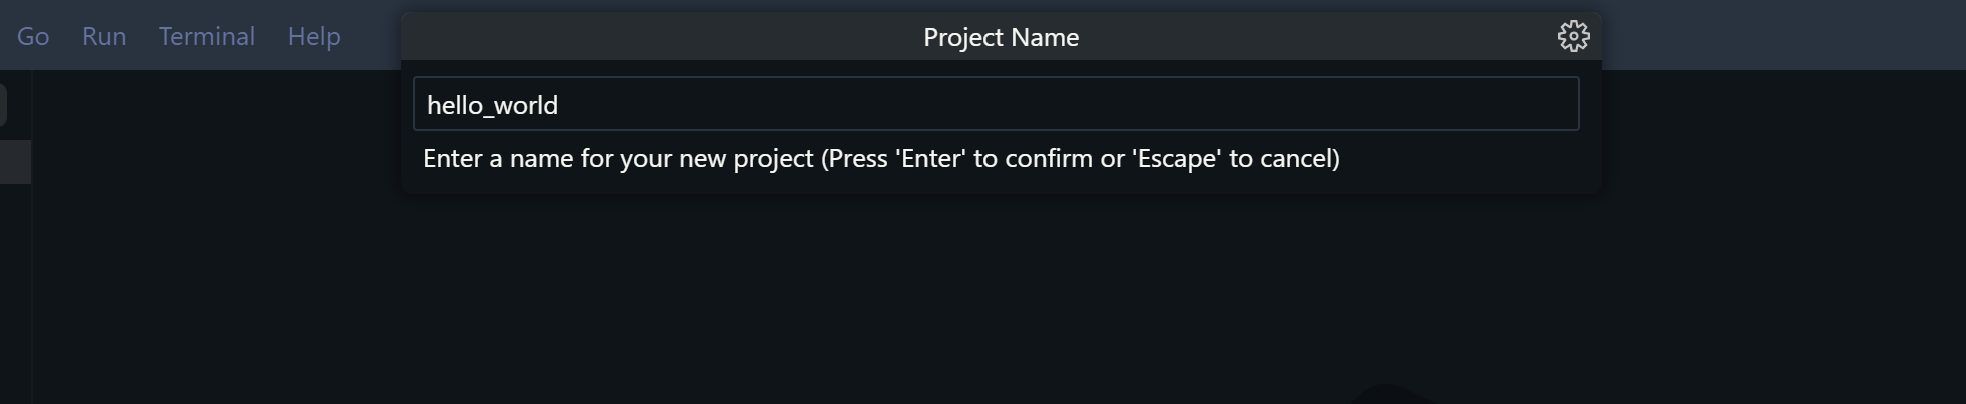 Go Run Terminal Help
Project Name
hello_world
Enter a name for your new project (Press 'Enter' to confirm or 'Escape' to cancel)